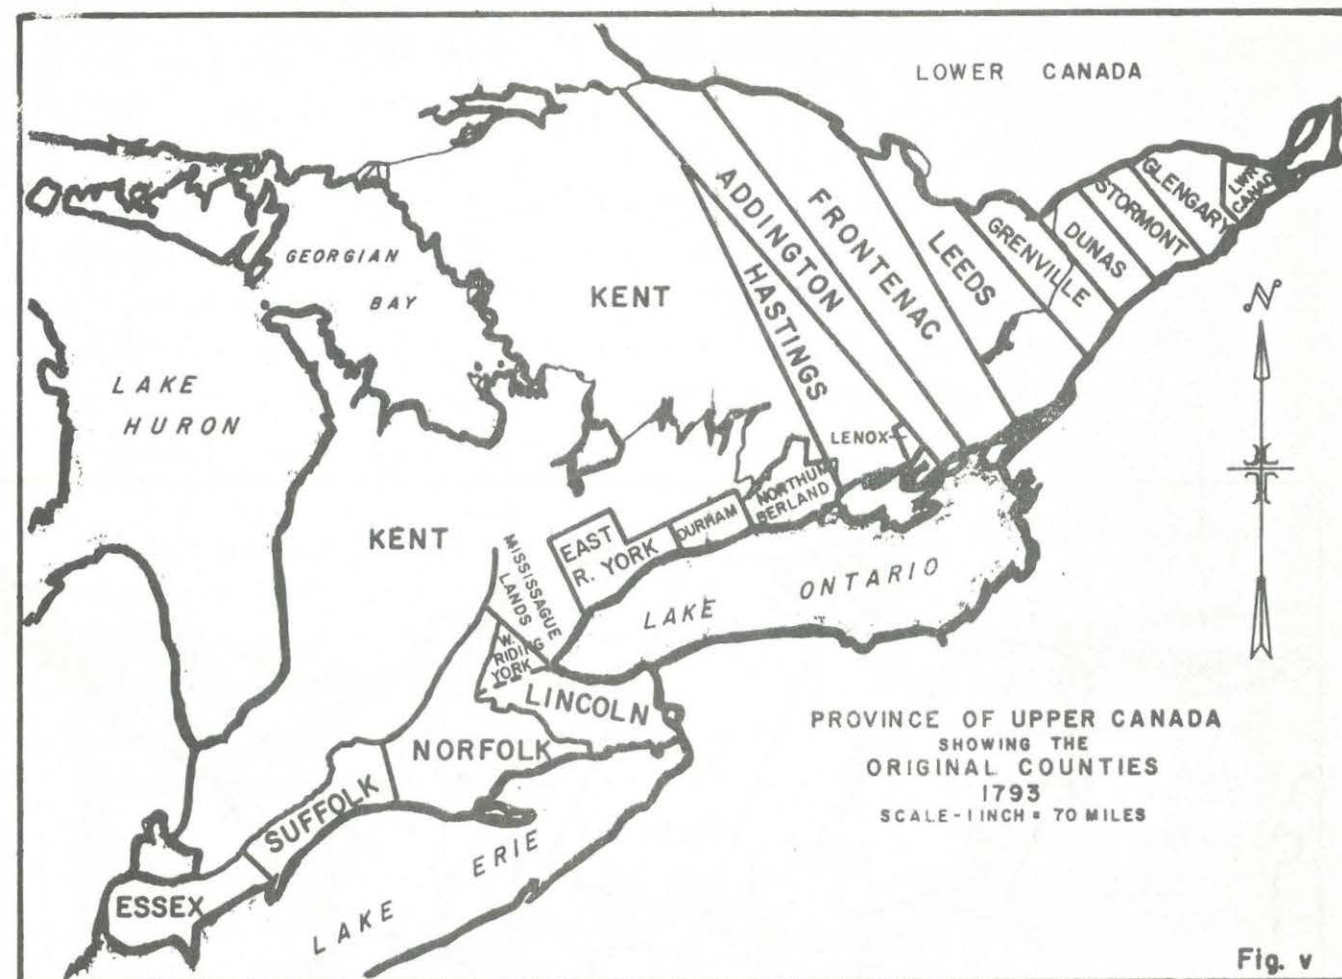 LOWER CANADA
GLENGARY
LWR
CANAD
STORMONT
DUNAS
GRENVILLE
LEEDS
FRONTENAC
ADDINGTON
HASTINGS
KENT
GEORGIAN
BAY
LAKE
HURON
LENOX
NORTHUM
BERLAND
DURHAM
EAST
R. YORK
KENT
MISSISSAGUE
LANDS
W.
RIDING
YORK
LAKE ONTARIO
LINCOLN
NORFOLK
SUFFOLK
ESSEX
LAKE ERIE
N
PROVINCE OF UPPER CANADA
SHOWING THE
ORIGINAL COUNTIES
1793
SCALE-1 INCH = 70 MILES
Fig. v